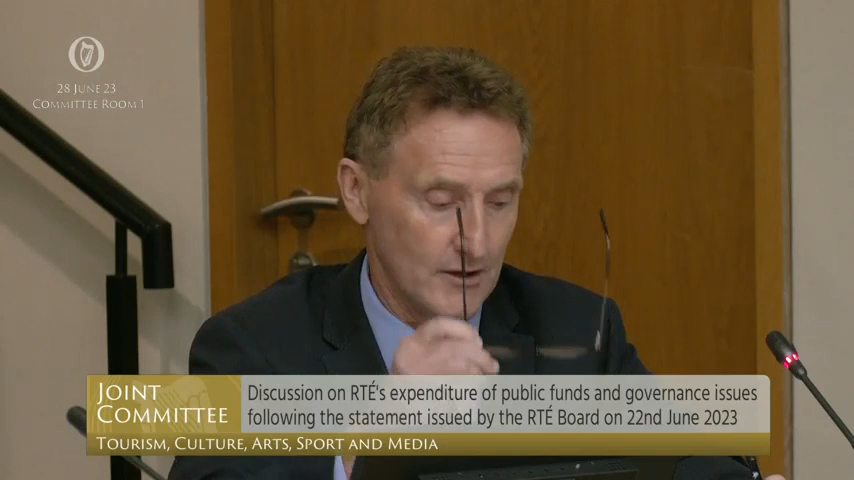 28 June 23
Committee Room 1
Joint
Committee
Discussion on RTÉ's expenditure of public funds and governance issues
following the statement issued by the RTÉ Board on 22nd June 2023
Tourism, Culture, Arts, Sport and Media